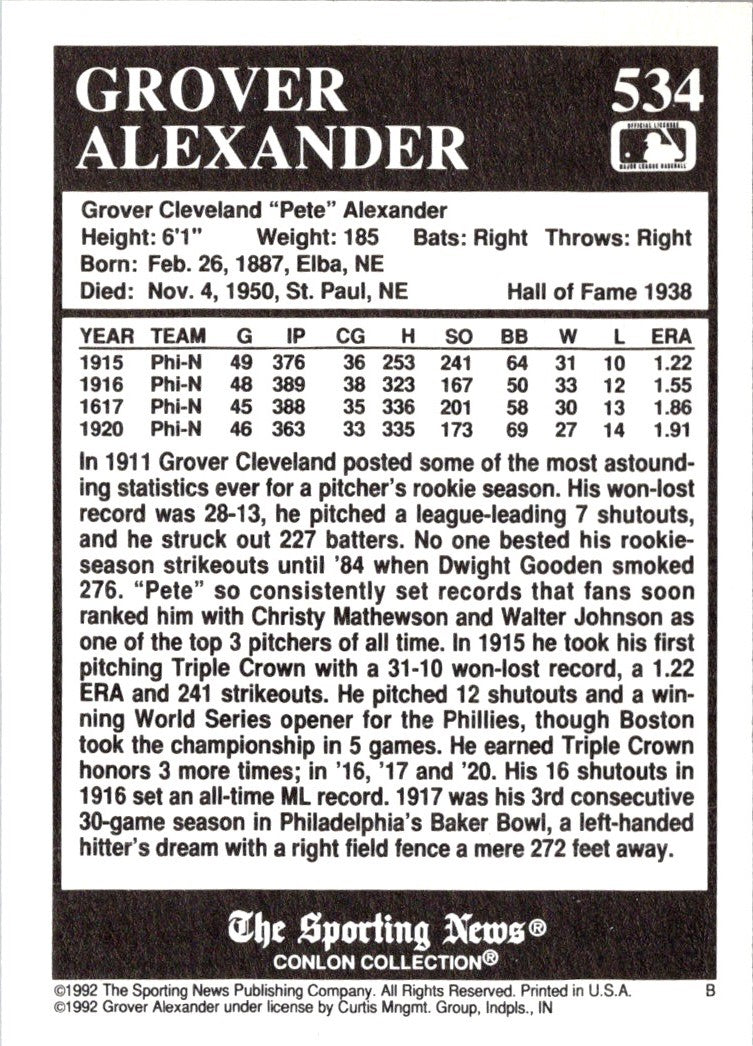 GROVER 534
ALEXANDER
OFFICIAL LICENSEE
MAJOR LEAGUE BASEBALL
Grover Cleveland "Pete" Alexander
Height: 6'1" Weight: 185 Bats: Right Throws: Right
Born: Feb. 26, 1887, Elba, NE
Died: Nov. 4, 1950, St. Paul, NE Hall of Fame 1938
YEAR TEAM G IP CG H SO BB W L ERA
1915 Phi-N 49 376 36 253 241 64 31 10 1.22
1916 Phi-N 48 389 38 323 167 50 33 12 1.55
1617 Phi-N 45 388 35 336 201 58 30 13 1.86
1920 Phi-N 46 363 33 335 173 69 27 14 1.91
In 1911 Grover Cleveland posted some of the most astound-
ing statistics ever for a pitcher's rookie season. His won-lost
record was 28-13, he pitched a league-leading 7 shutouts,
and he struck out 227 batters. No one bested his rookie-
season strikeouts until '84 when Dwight Gooden smoked
276. "Pete" so consistently set records that fans soon
ranked him with Christy Mathewson and Walter Johnson as
one of the top 3 pitchers of all time. In 1915 he took his first
pitching Triple Crown with a 31-10 won-lost record, a 1.22
ERA and 241 strikeouts. He pitched 12 shutouts and a win-
ning World Series opener for the Phillies, though Boston
took the championship in 5 games. He earned Triple Crown
honors 3 more times; in '16, '17 and '20. His 16 shutouts in
1916 set an all-time ML record. 1917 was his 3rd consecutive
30-game season in Philadelphia's Baker Bowl, a left-handed
hitter's dream with a right field fence a mere 272 feet away.
The Sporting News®
CONLON COLLECTION®
©1992 The Sporting News Publishing Company. All Rights Reserved. Printed in U.S.A. B
©1992 Grover Alexander under license by Curtis Mngmt. Group, Indpls., IN